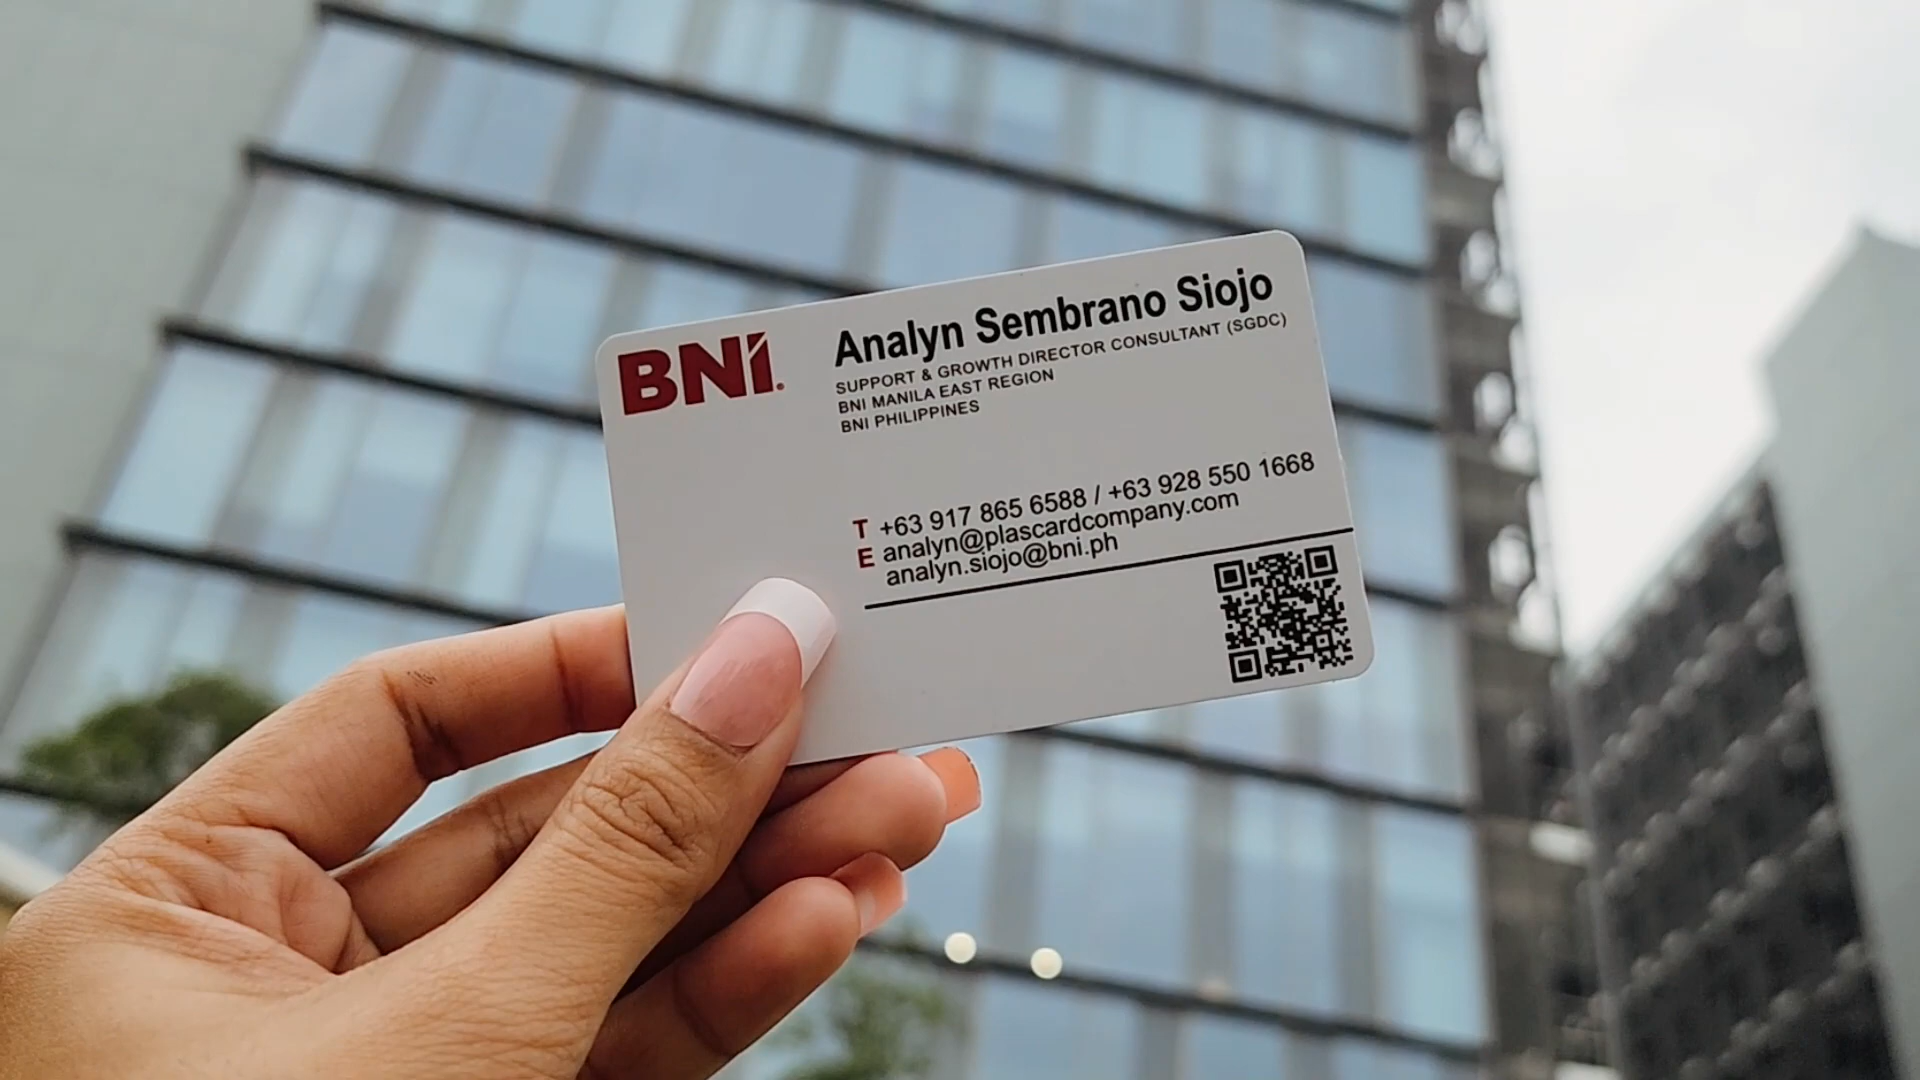 BNI.
Analyn Sembrano Siojo
SUPPORT & GROWTH DIRECTOR CONSULTANT (SGDC)
BNI MANILA EAST REGION
BNI PHILIPPINES
T +63 917 865 6588 / +63 928 550 1668
E analyn@plascardcompany.com
analyn.siojo@bni.ph